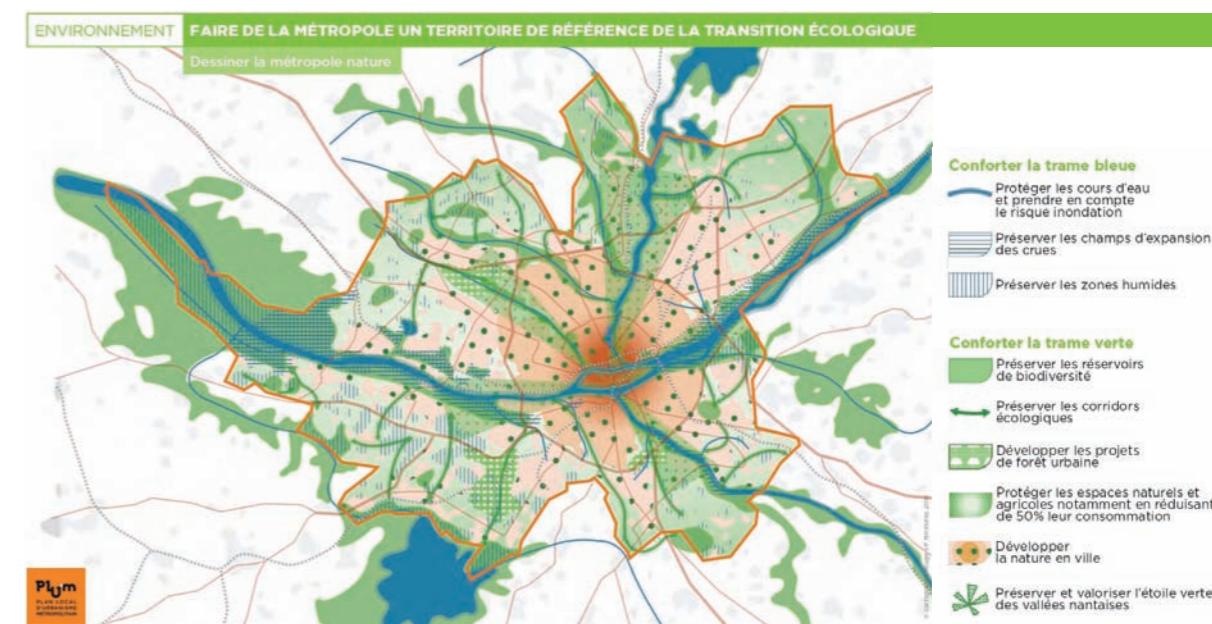 ENVIRONNEMENT FAIRE DE LA MÉTROPOLE UN TERRITOIRE DE RÉFÉRENCE DE LA TRANSITION ÉCOLOGIQUE
Dessiner la métropole nature
Conforter la trame bleue
Protéger les cours d'eau
et prendre en compte
le risque inondation
Préserver les champs d'expansion
des crues
Préserver les zones humides
Conforter la trame verte
Préserver les réservoirs
de biodiversité
Préserver les corridors
écologiques
Développer les projets
de forêt urbaine
Protéger les espaces naturels et
agricoles notamment en réduisant
de 50% leur consommation
Développer
la nature en ville
Préserver et valoriser l'étoile verte
des vallées nantaises
PLUm
PLAN LOCAL
D'URBANISME
MÉTROPOLITAIN